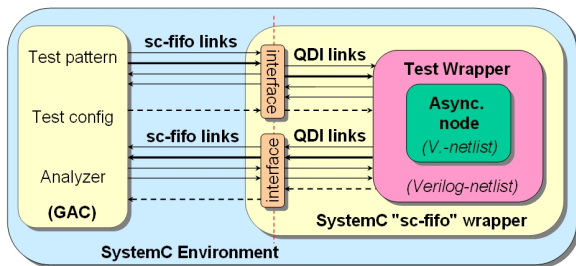 sc-fifo links
Test pattern
interface
QDI links
Test Wrapper
Async.
node
(V.-netlist)
Test config
sc-fifo links
QDI links
interface
Analyzer
(GAC)
(Verilog-netlist)
SystemC "sc-fifo" wrapper
SystemC Environment